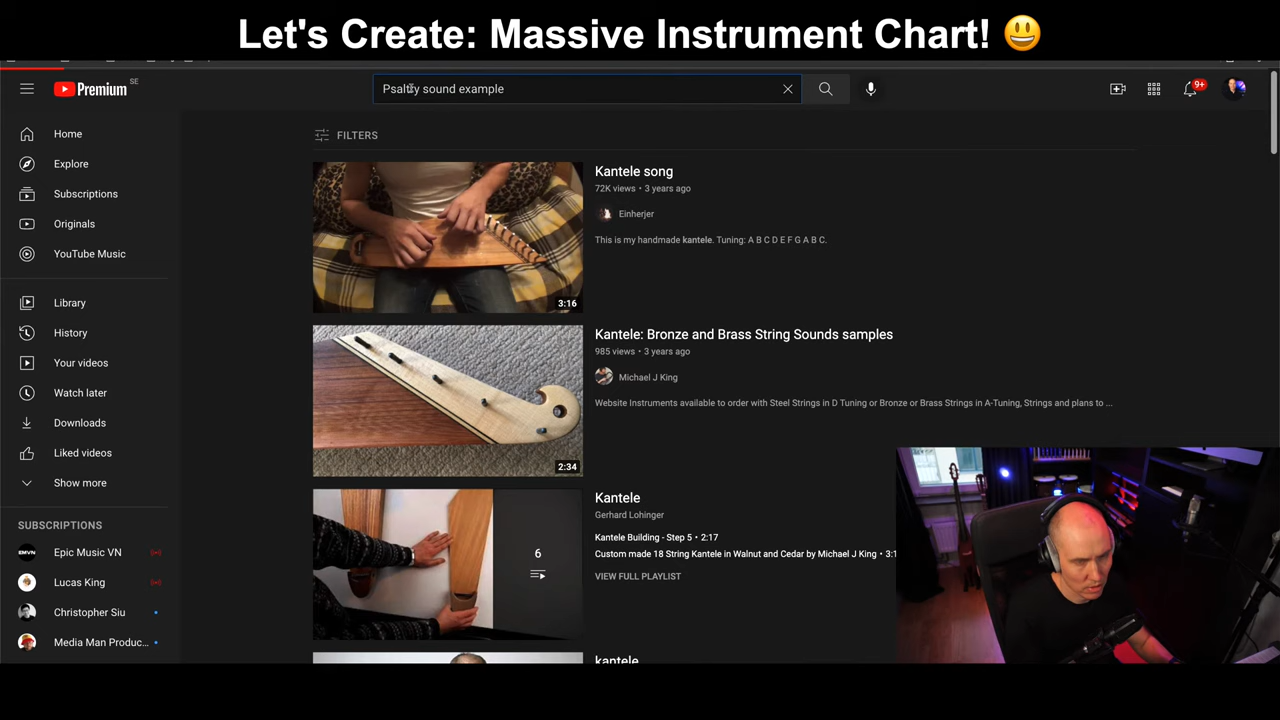 Let's Create: Massive Instrument Chart! 😃
Premium SE
Psaltry sound example
9+
Home
Explore
Subscriptions
Originals
YouTube Music
Library
History
Your videos
Watch later
Downloads
Liked videos
Show more
SUBSCRIPTIONS
Epic Music VN
Lucas King
Christopher Siu
Media Man Produc...
FILTERS
3:16
Kantele song
72K views • 3 years ago
Einherjer
This is my handmade kantele. Tuning: A B C D E F G A B C.
2:34
Kantele: Bronze and Brass String Sounds samples
985 views • 3 years ago
Michael J King
Website Instruments available to order with Steel Strings in D Tuning or Bronze or Brass Strings in A-Tuning, Strings and plans to ...
6
Kantele
Gerhard Lohinger
Kantele Building - Step 5 • 2:17
Custom made 18 String Kantele in Walnut and Cedar by Michael J King • 3:1
VIEW FULL PLAYLIST
kantele
EMVN